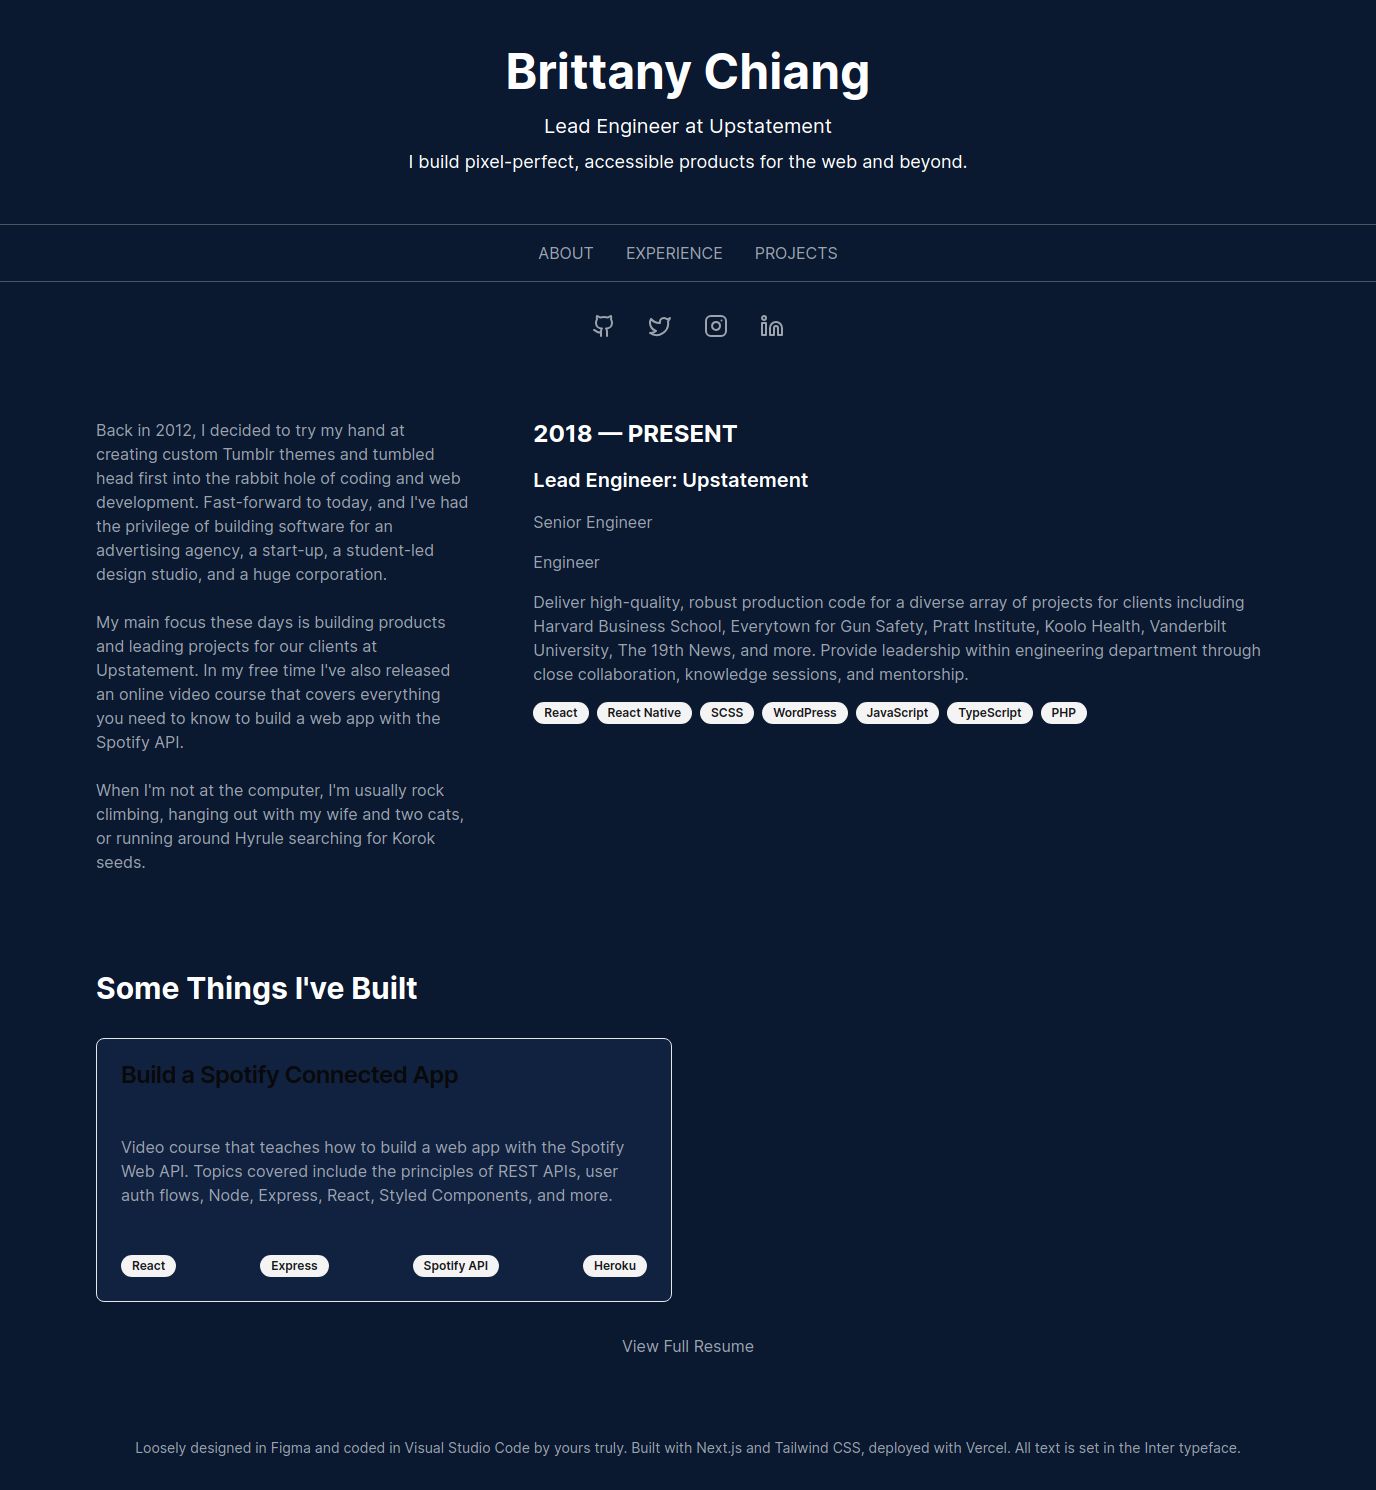 Brittany Chiang
Lead Engineer at Upstatement
I build pixel-perfect, accessible products for the web and beyond.
ABOUT EXPERIENCE PROJECTS
Back in 2012, I decided to try my hand at
creating custom Tumblr themes and tumbled
head first into the rabbit hole of coding and web
development. Fast-forward to today, and I've had
the privilege of building software for an
advertising agency, a start-up, a student-led
design studio, and a huge corporation.
My main focus these days is building products
and leading projects for our clients at
Upstatement. In my free time I've also released
an online video course that covers everything
you need to know to build a web app with the
Spotify API.
When I'm not at the computer, I'm usually rock
climbing, hanging out with my wife and two cats,
or running around Hyrule searching for Korok
seeds.
2018 — PRESENT
Lead Engineer: Upstatement
Senior Engineer
Engineer
Deliver high-quality, robust production code for a diverse array of projects for clients including
Harvard Business School, Everytown for Gun Safety, Pratt Institute, Koolo Health, Vanderbilt
University, The 19th News, and more. Provide leadership within engineering department through
close collaboration, knowledge sessions, and mentorship.
React React Native SCSS WordPress JavaScript TypeScript PHP
Some Things I've Built
Build a Spotify Connected App
Video course that teaches how to build a web app with the Spotify
Web API. Topics covered include the principles of REST APIs, user
auth flows, Node, Express, React, Styled Components, and more.
React Express Spotify API Heroku
View Full Resume
Loosely designed in Figma and coded in Visual Studio Code by yours truly. Built with Next.js and Tailwind CSS, deployed with Vercel. All text is set in the Inter typeface.